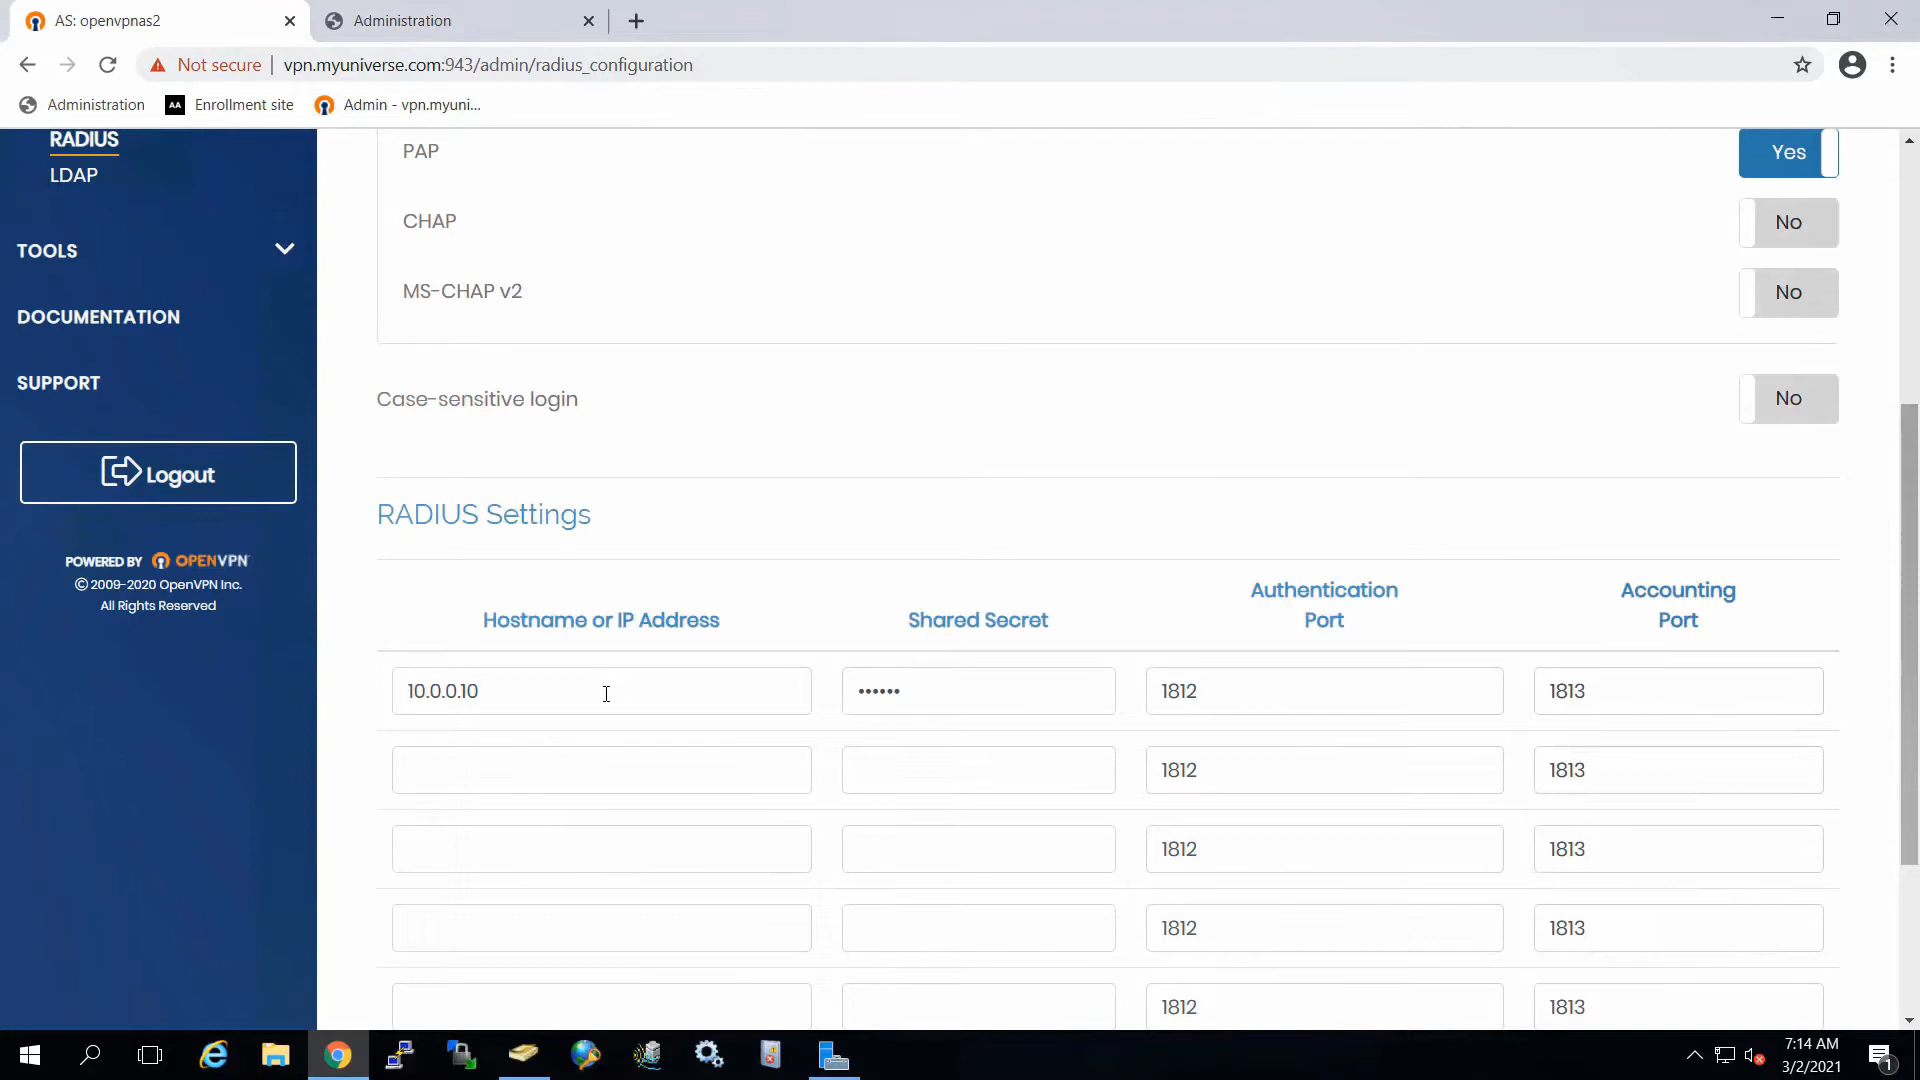 AS: openvpnas2
Administration
Not secure
vpn.myuniverse.com:943/admin/radius_configuration
Administration
AA
Enrollment site
Admin - vpn.myuni...
RADIUS
LDAP
TOOLS
DOCUMENTATION
SUPPORT
Logout
POWERED BY OPENVPN
© 2009-2020 OpenVPN Inc.
All Rights Reserved
PAP
Yes
CHAP
No
MS-CHAP v2
No
Case-sensitive login
No
RADIUS Settings
Hostname or IP Address
Shared Secret
Authentication
Port
Accounting
Port
10.0.0.10
••••••
1812
1813
1812
1813
1812
1813
1812
1813
1812
1813
7:14 AM
3/2/2021
1